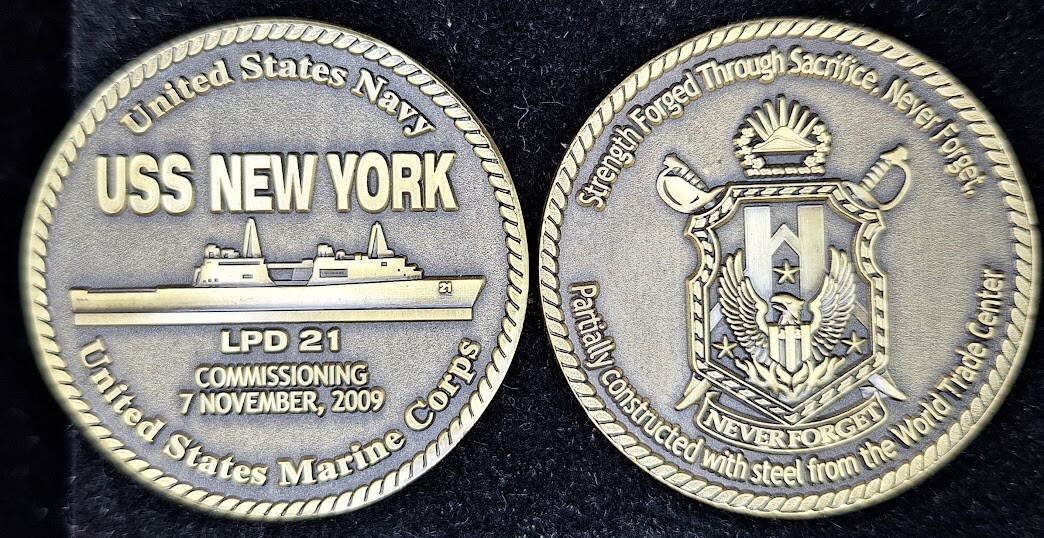 United States Navy
USS NEW YORK
21
LPD 21
COMMISSIONING
7 NOVEMBER, 2009
United States Marine Corps
Strength Forged Through Sacrifice. Never Forget.
NEVER FORGET
Partially constructed with steel from the World Trade Center